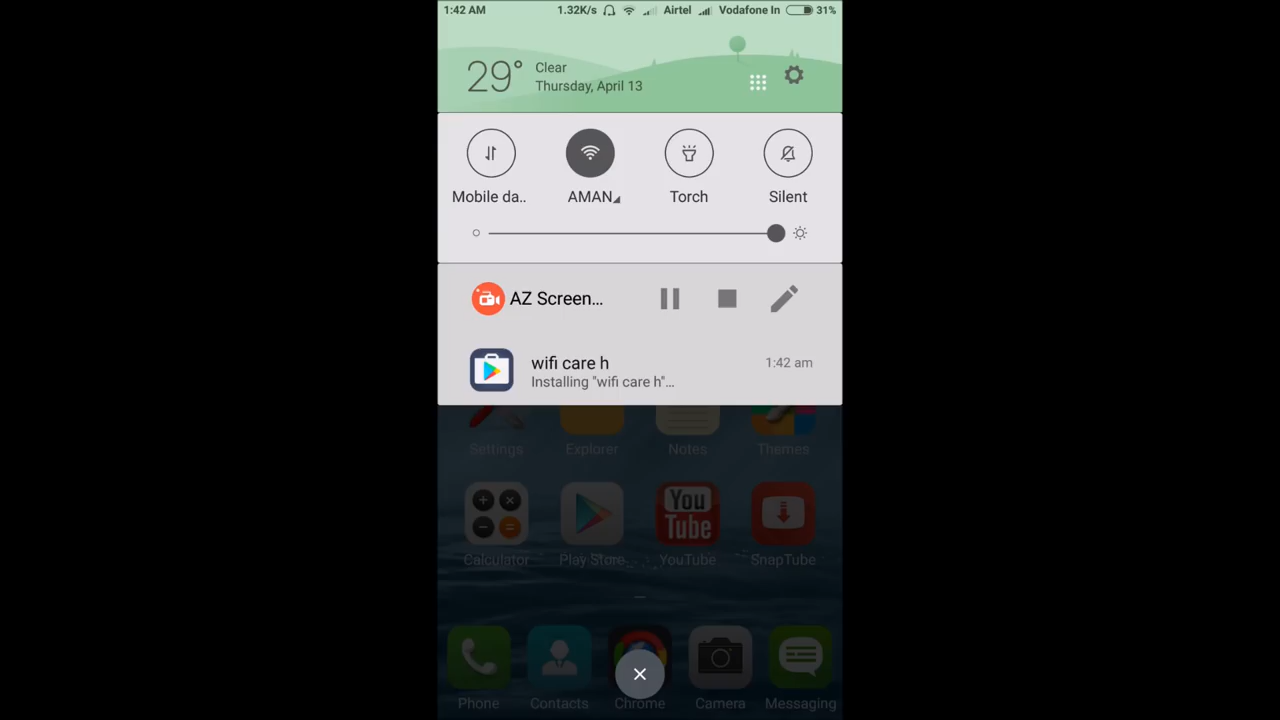 1:42 AM 1.32K/s Airtel Vodafone In 31%
29° Clear
Thursday, April 13
Mobile da.. AMAN Torch Silent
AZ Screen...
wifi care h 1:42 am
Installing "wifi care h"...
Settings Explorer Notes Themes
You
Tube
Calculator Play Store YouTube SnapTube
Phone Contacts Chrome Camera Messaging